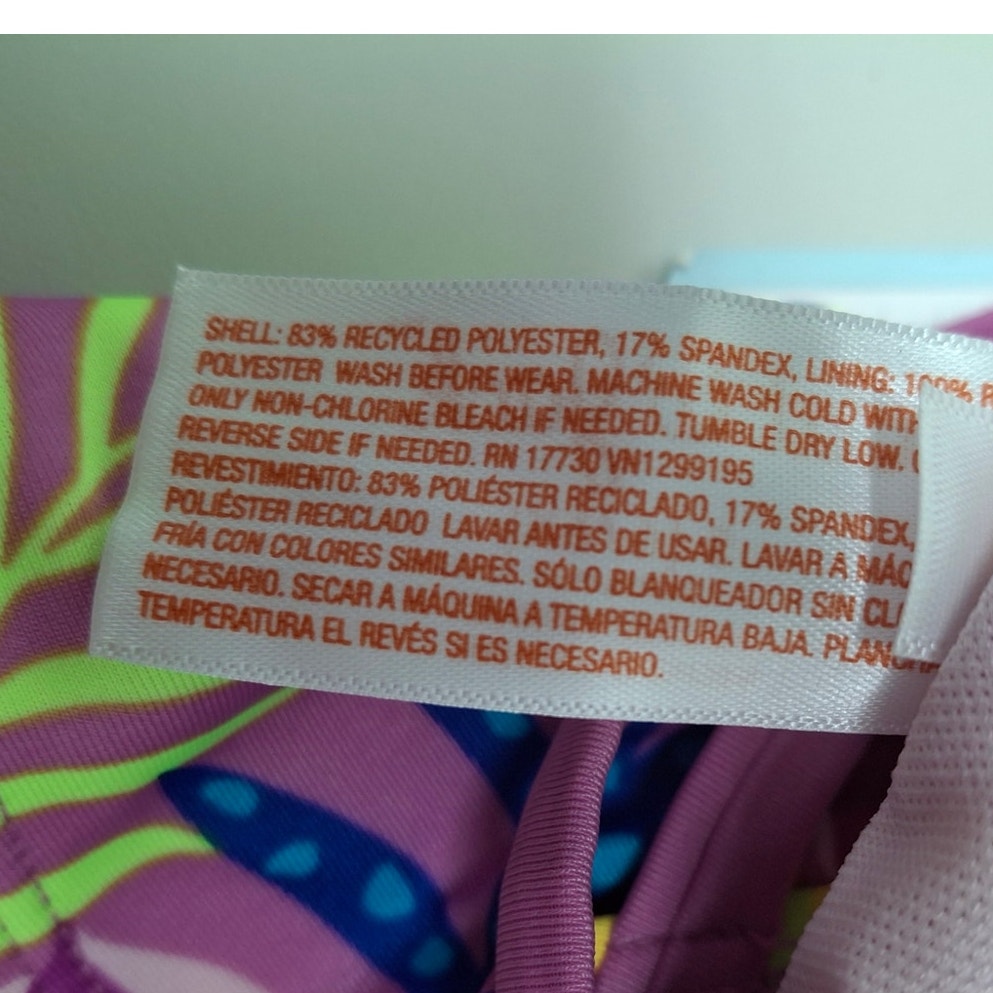 SHELL: 83% RECYCLED POLYESTER, 17% SPANDEX, LINING: 100%
POLYESTER WASH BEFORE WEAR. MACHINE WASH COLD WITH
ONLY NON-CHLORINE BLEACH IF NEEDED. TUMBLE DRY LOW.
REVERSE SIDE IF NEEDED. RN 17730 VN1299195
REVESTIMIENTO: 83% POLIÉSTER RECICLADO, 17% SPANDEX,
POLIÉSTER RECICLADO LAVAR ANTES DE USAR. LAVAR A
FRÍA CON COLORES SIMILARES. SÓLO BLANQUEADOR SIN
NECESARIO. SECAR A MÁQUINA A TEMPERATURA BAJA.
TEMPERATURA EL REVÉS SI ES NECESARIO.